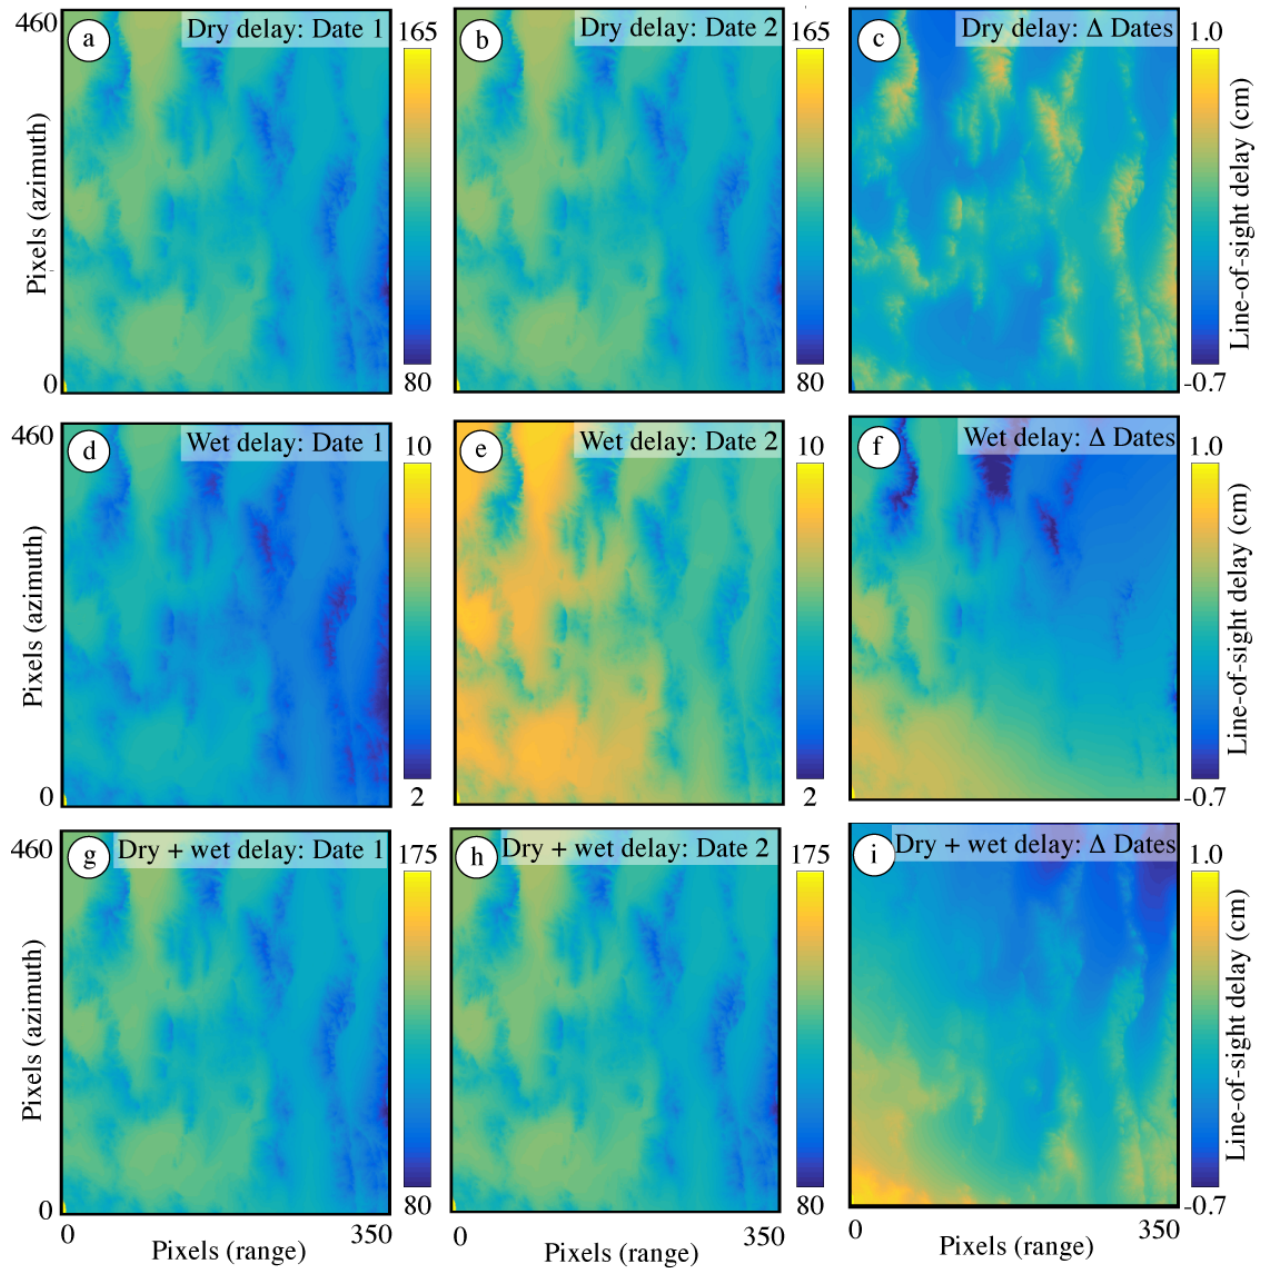 460
a
Dry delay: Date 1
165
b
Dry delay: Date 2
165
c
Dry delay: Δ Dates
1.0
Pixels (azimuth)
Line-of-sight delay (cm)
0
80
80
-0.7
460
d
Wet delay: Date 1
10
e
Wet delay: Date 2
10
f
Wet delay: Δ Dates
1.0
Pixels (azimuth)
Line-of-sight delay (cm)
0
2
2
-0.7
460
g
Dry + wet delay: Date 1
175
h
Dry + wet delay: Date 2
175
i
Dry + wet delay: Δ Dates
1.0
Pixels (azimuth)
Line-of-sight delay (cm)
0
80
80
-0.7
0
350
0
350
0
350
Pixels (range)
Pixels (range)
Pixels (range)